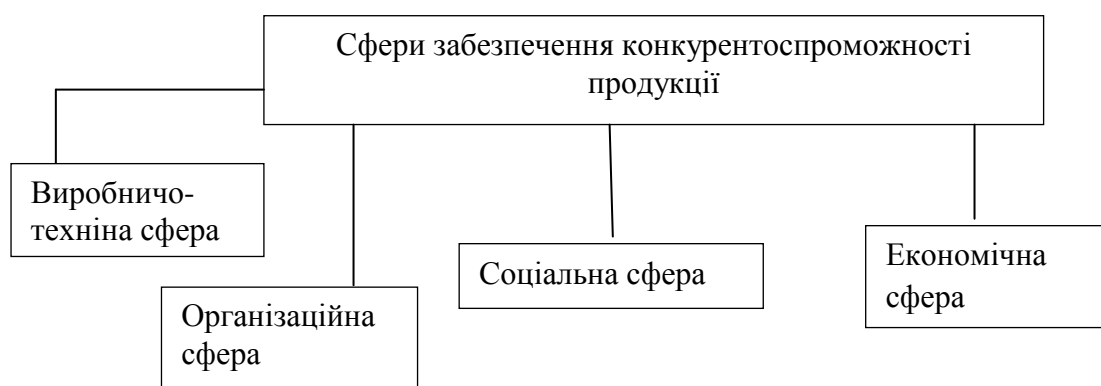 Сфери забезпечення конкурентоспроможності
продукції
Виробничо-
техніна сфера
Організаційна
сфера
Соціальна сфера
Економічна
сфера